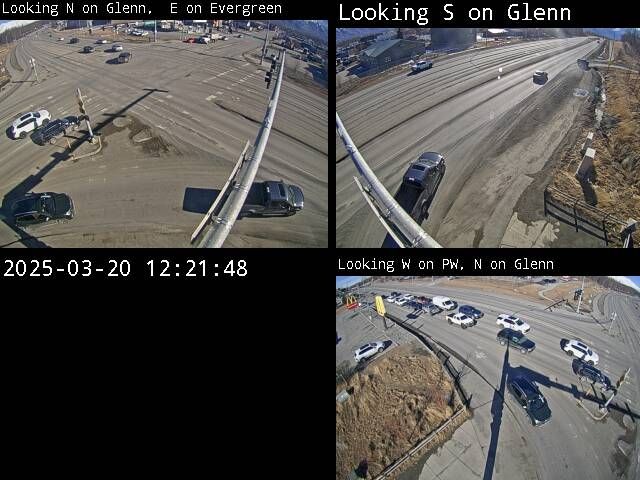 Looking N on Glenn, E on Evergreen
Looking S on Glenn
2025-03-20 12:21:48
Looking W on PW, N on Glenn